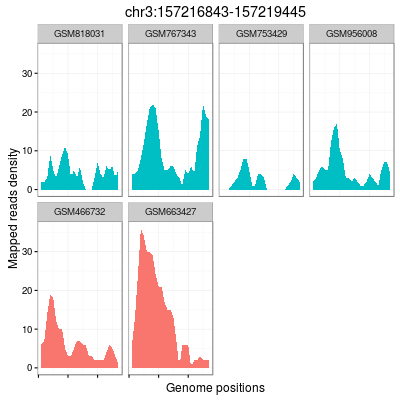 chr3:157216843-157219445
GSM818031 GSM767343 GSM753429 GSM956008
30
20
10
0
Mapped reads density
GSM466732 GSM663427
30
20
10
0
Genome positions